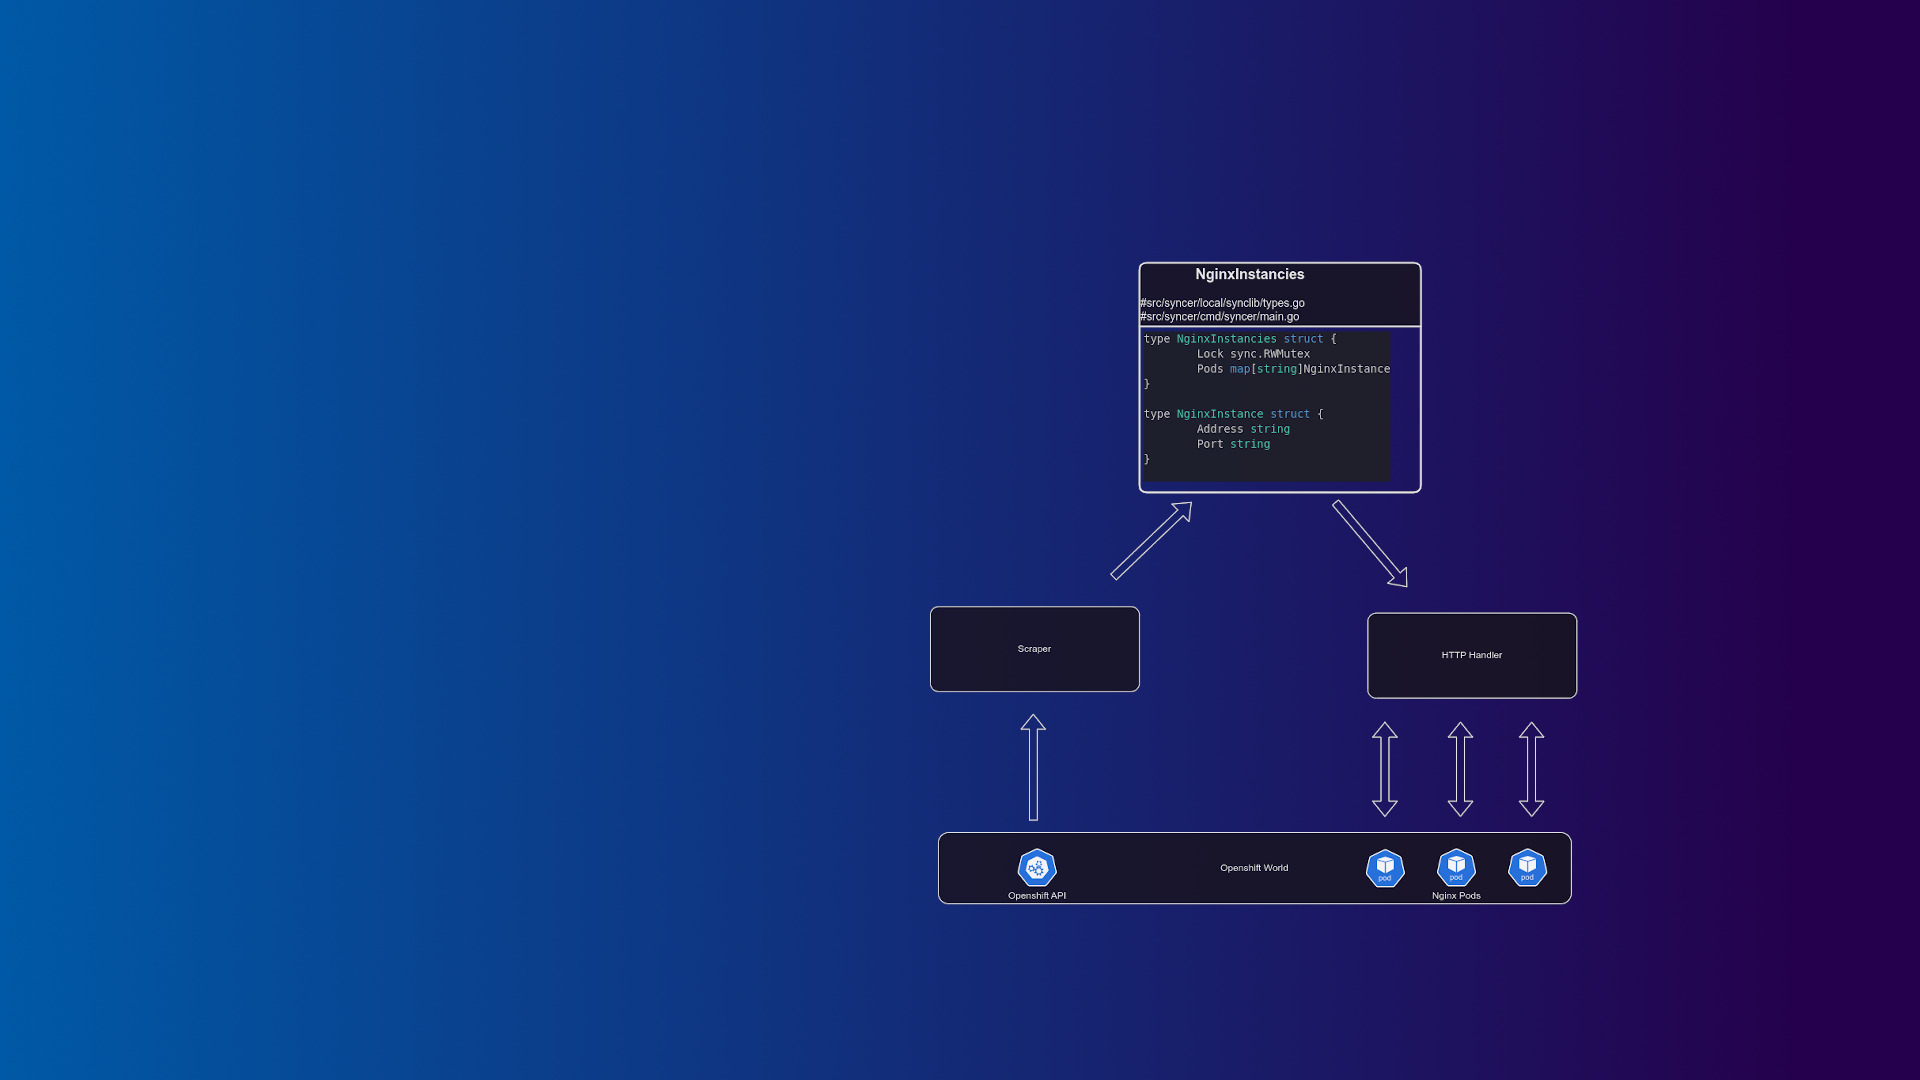 NginxInstancies
#src/syncer/local/synclib/types.go
#src/syncer/cmd/syncer/main.go
type NginxInstancies struct {
Lock sync.RWMutex
Pods map[string]NginxInstance
}
type NginxInstance struct {
Address string
Port string
}
Scraper
HTTP Handler
Openshift World
pod
pod
pod
Openshift API
Nginx Pods